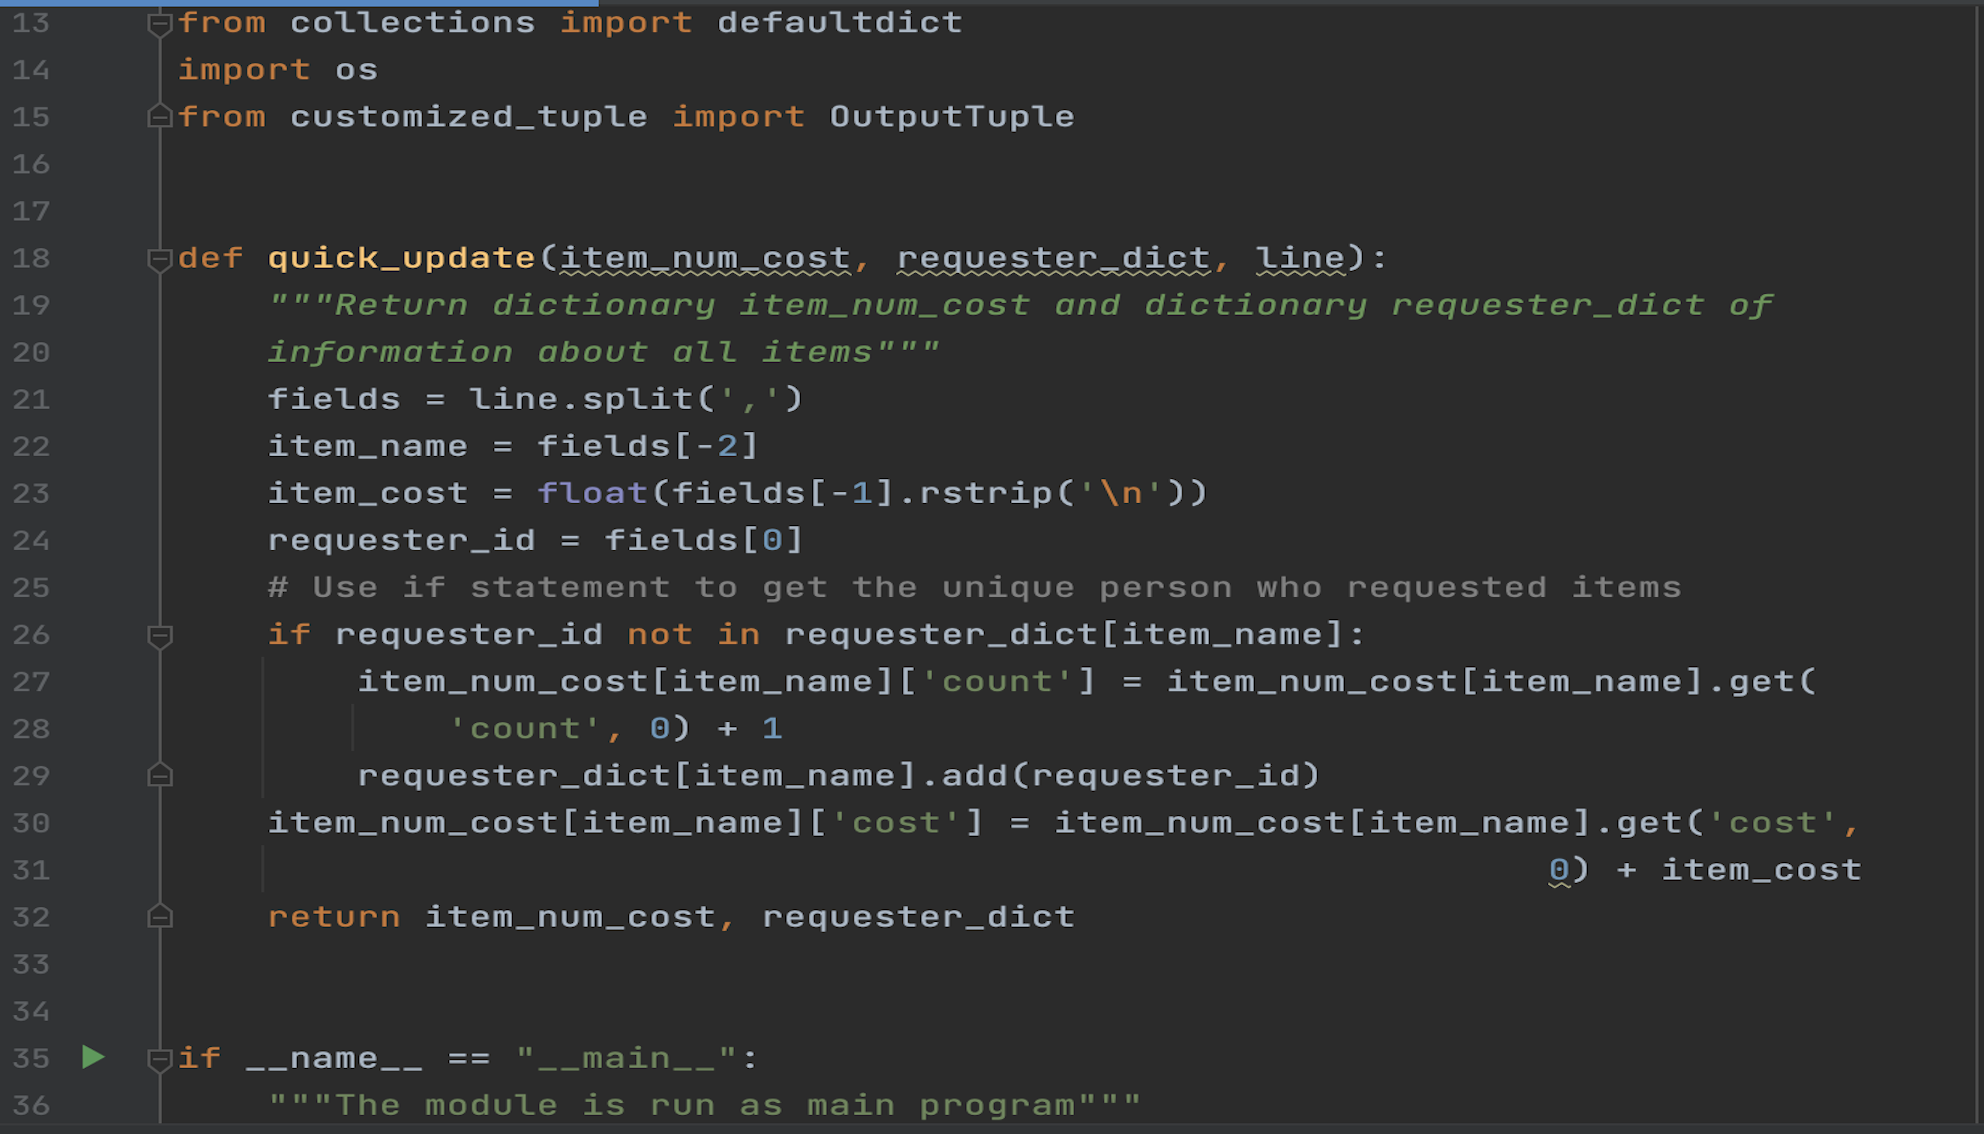 13 from collections import defaultdict
14 import os
15 from customized_tuple import OutputTuple
16
17
18 def quick_update(item_num_cost, requester_dict, line):
19     """Return dictionary item_num_cost and dictionary requester_dict of
20     information about all items"""
21     fields = line.split(',')
22     item_name = fields[-2]
23     item_cost = float(fields[-1].rstrip('\n'))
24     requester_id = fields[0]
25     # Use if statement to get the unique person who requested items
26     if requester_id not in requester_dict[item_name]:
27         item_num_cost[item_name]['count'] = item_num_cost[item_name].get(
28             'count', 0) + 1
29         requester_dict[item_name].add(requester_id)
30     item_num_cost[item_name]['cost'] = item_num_cost[item_name].get('cost',
31                                                              0) + item_cost
32     return item_num_cost, requester_dict
33
34
35 if __name__ == "__main__":
36     """The module is run as main program"""